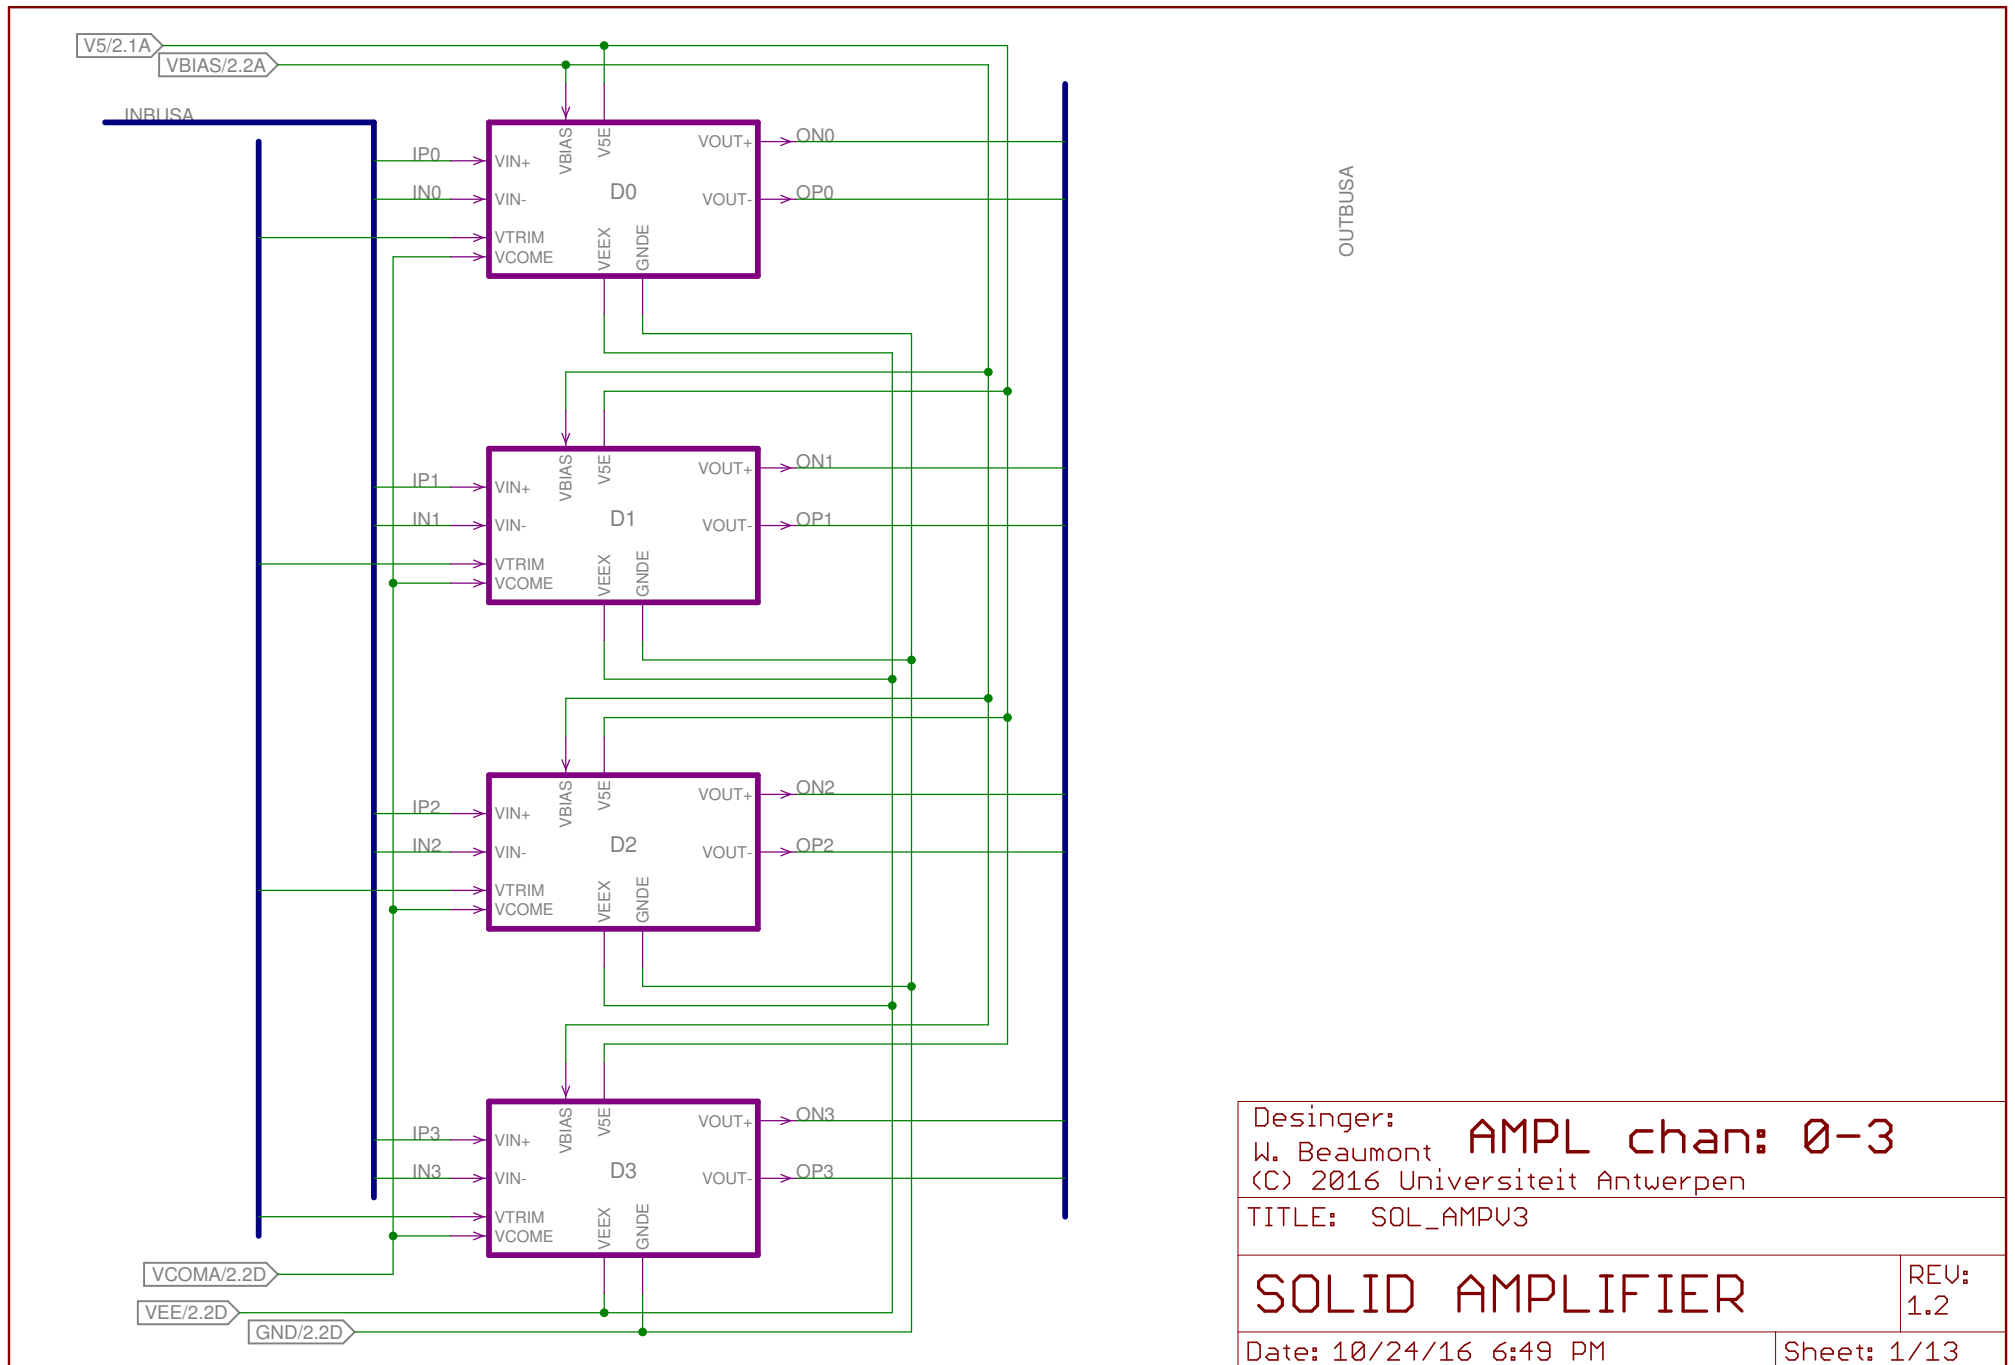 V5/2.1A
VBIAS/2.2A
INBUSA
OUTBUSA
IP0
IN0
VIN+
VIN-
VTRIM
VCOME
VBIAS
V5E
D0
VEEX
GNDE
VOUT+
VOUT-
ON0
OP0
IP1
IN1
VIN+
VIN-
VTRIM
VCOME
VBIAS
V5E
D1
VEEX
GNDE
VOUT+
VOUT-
ON1
OP1
IP2
IN2
VIN+
VIN-
VTRIM
VCOME
VBIAS
V5E
D2
VEEX
GNDE
VOUT+
VOUT-
ON2
OP2
IP3
IN3
VIN+
VIN-
VTRIM
VCOME
VBIAS
V5E
D3
VEEX
GNDE
VOUT+
VOUT-
ON3
OP3
VCOMA/2.2D
VEE/2.2D
GND/2.2D
Desinger:
W. Beaumont
AMPL chan: 0-3
(C) 2016 Universiteit Antwerpen
TITLE: SOL_AMPV3
SOLID AMPLIFIER
REV:
1.2
Date: 10/24/16 6:49 PM
Sheet: 1/13